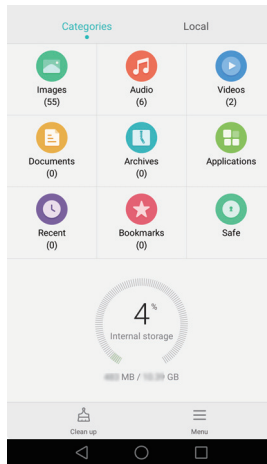 Categories Local
Images Audio Videos
(55) (6) (2)
Documents Archives Applications
(0) (0)
Recent Bookmarks Safe
(0) (0)
4%
Internal storage
MB / GB
Clean up Menu